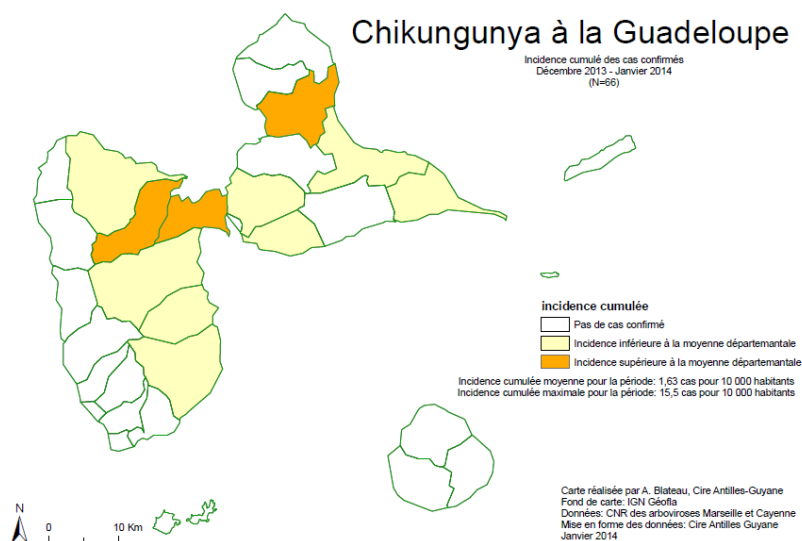 Chikungunya à la Guadeloupe
Incidence cumulé des cas confirmés
Décembre 2013 - Janvier 2014
(N=66)
incidence cumulée
Pas de cas confirmé
Incidence inférieure à la moyenne départemantale
Incidence supérieure à la moyenne départemantale
Incidence cumulée moyenne pour la période: 1,63 cas pour 10 000 habitants
Incidence cumulée maximale pour la période: 15,5 cas pour 10 000 habitants
Carte réalisée par A. Blateau, Cire Antilles-Guyane
Fond de carte: IGN Géofla
Données: CNR des arboviroses Marseille et Cayenne
Mise en forme des données: Cire Antilles Guyane
Janvier 2014
N
0 10 Km